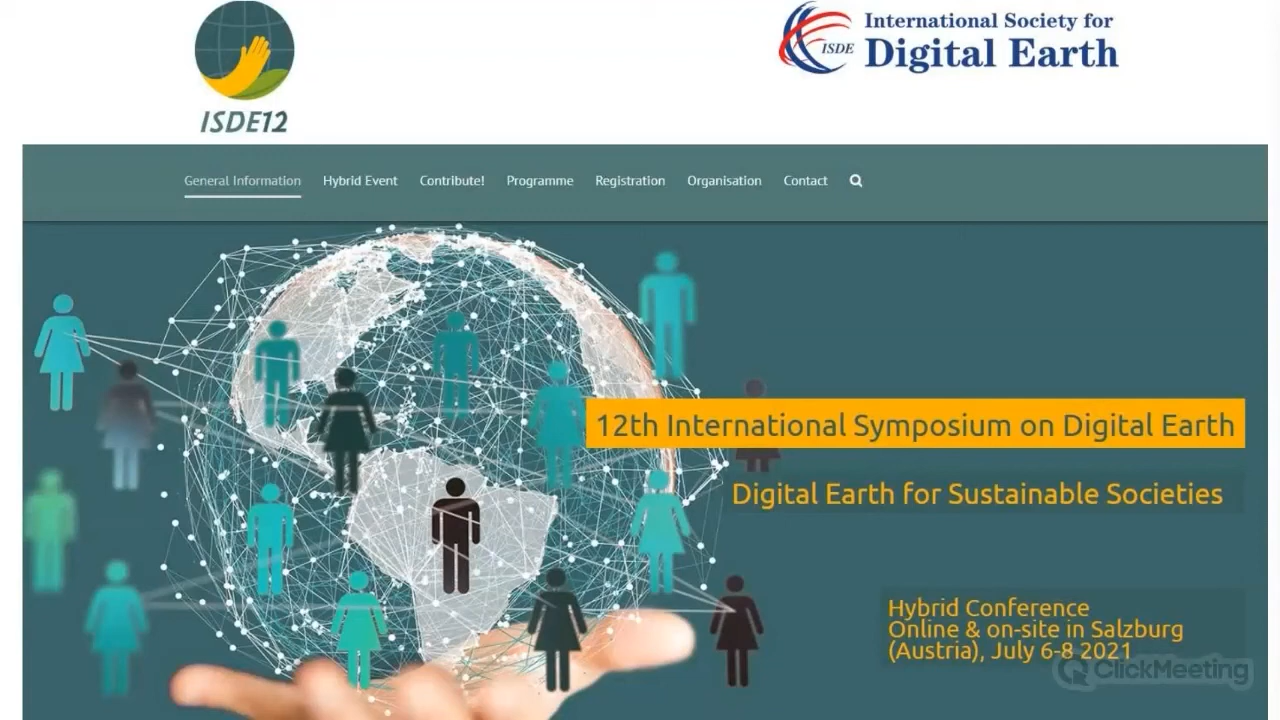 ISDE12
ISDE
International Society for
Digital Earth
General Information Hybrid Event Contribute! Programme Registration Organisation Contact
12th International Symposium on Digital Earth
Digital Earth for Sustainable Societies
Hybrid Conference
Online & on-site in Salzburg
(Austria), July 6-8 2021
ClickMeeting